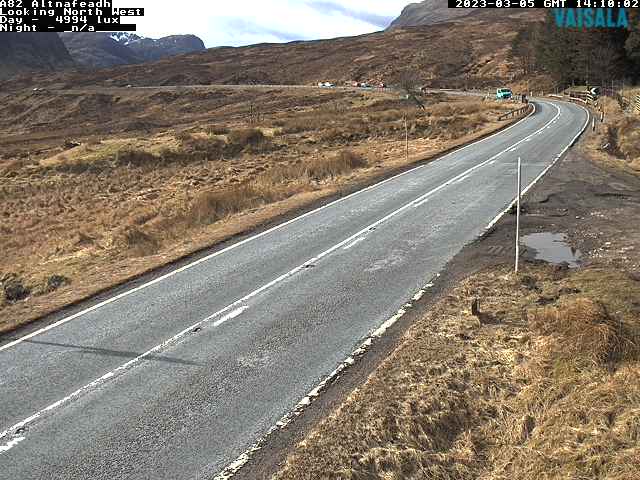 A82 Altnafeadh
Looking North West
Day - 4994 lux
Night - n/a
2023-03-05 GMT 14:10:02
VAISALA